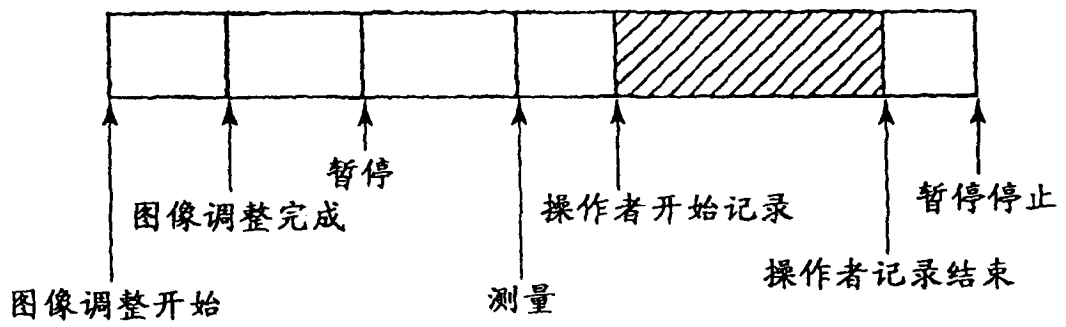 暂停
图像调整完成
操作者开始记录
暂停停止
操作者记录结束
图像调整开始
测量